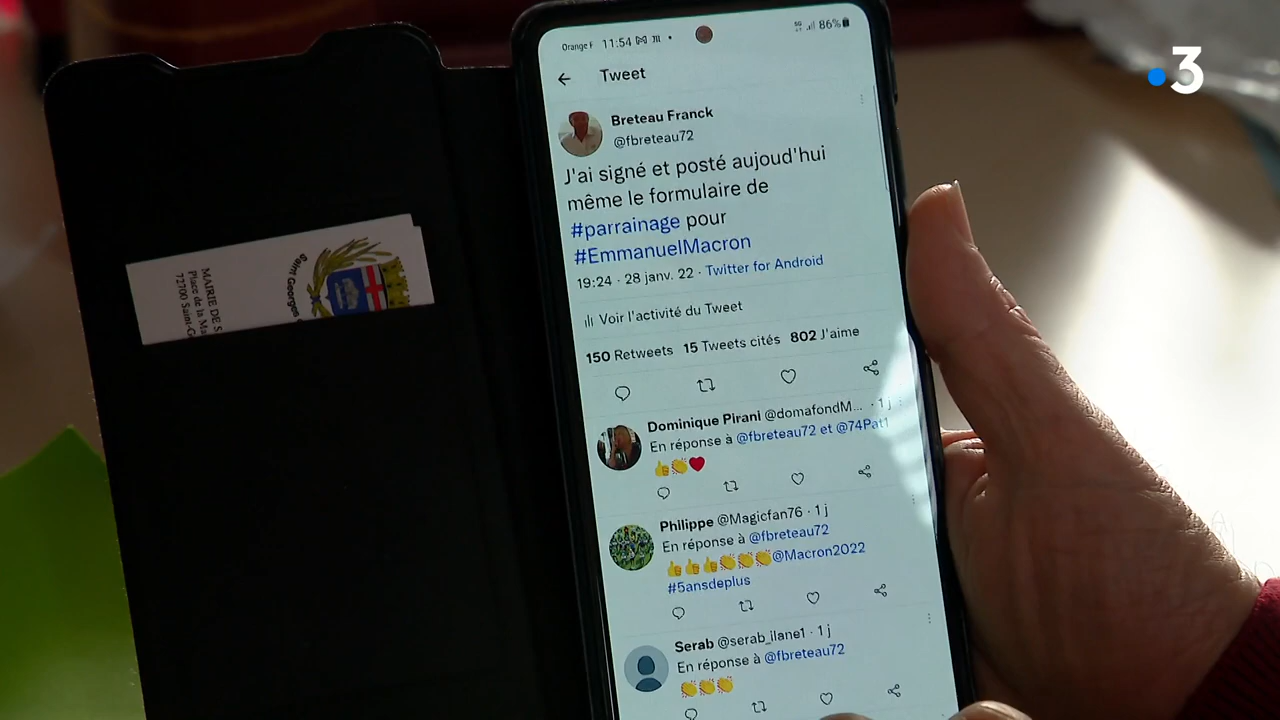 3
Orange F 11:54 86%
Tweet
Breteau Franck
@fbreteau72
J'ai signé et posté aujoud'hui
même le formulaire de
#parrainage pour
#EmmanuelMacron
19:24 · 28 janv. 22 · Twitter for Android
Voir l'activité du Tweet
150 Retweets 15 Tweets cités 802 J'aime
Dominique Pirani @domafondM... · 1 j
En réponse à @fbreteau72 et @74Pat1
👍👏❤️
Philippe @Magicfan76 · 1 j
En réponse à @fbreteau72
👍👍👍👏👏👏@Macron2022
#5ansdeplus
Serab @serab_ilane1 · 1 j
En réponse à @fbreteau72
👏👏👏
Saint Georges
MAIRIE DE S
Place de la Ma
72700 Saint-G